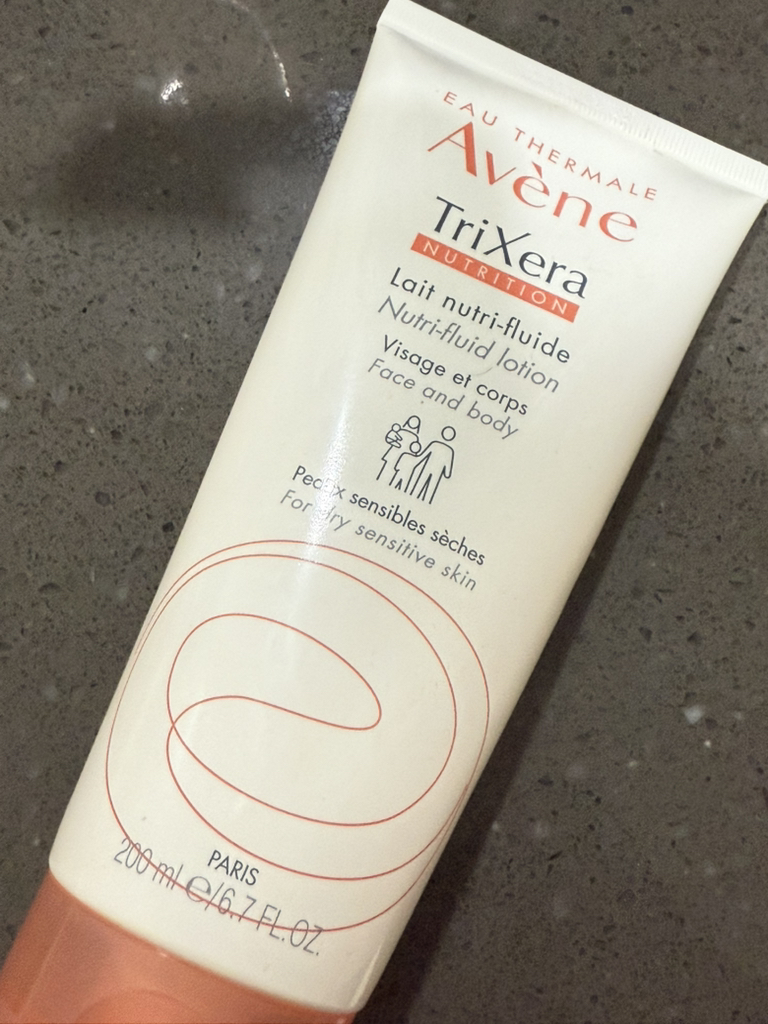 EAU THERMALE
Avène
TriXera
NUTRITION
Lait nutri-fluide
Nutri-fluid lotion
Visage et corps
Face and body
Peaux sensibles sèches
For dry sensitive skin
PARIS
200 ml ℮/6.7 FL.OZ.